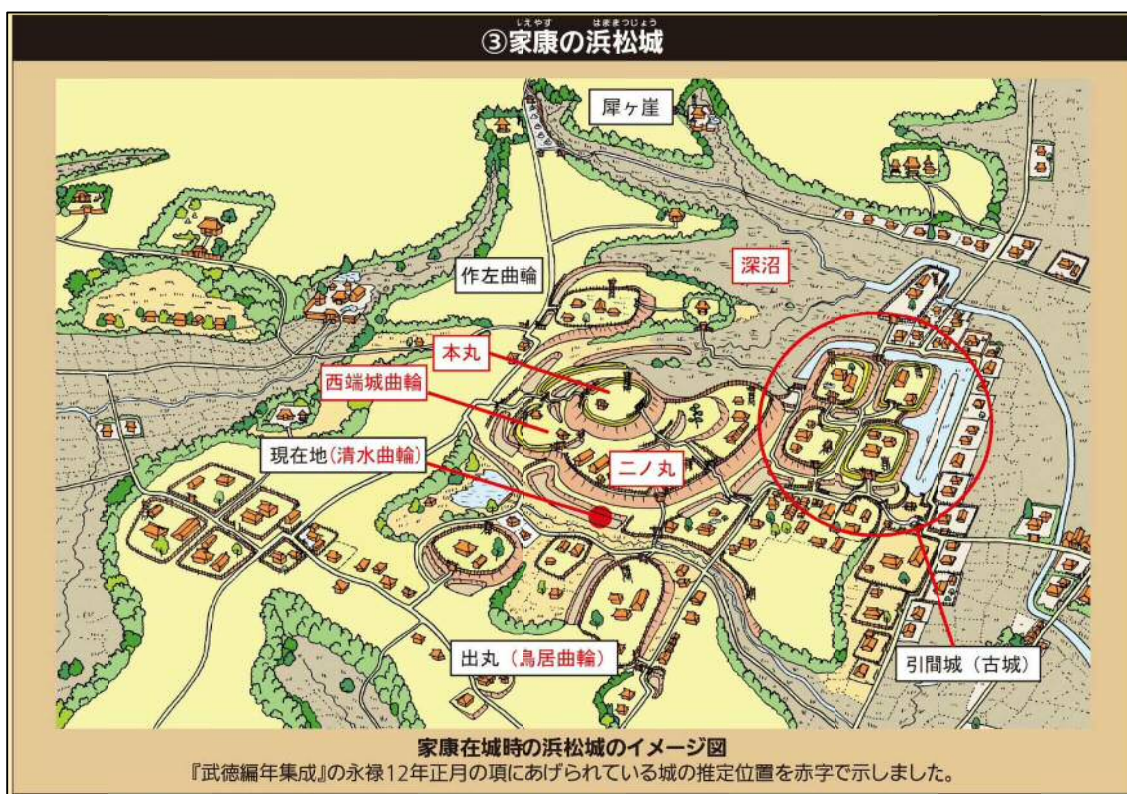 いえやす はままつじょう
③家康の浜松城
犀ヶ崖
深沼
作左曲輪
本丸
西端城曲輪
現在地(清水曲輪)
二ノ丸
出丸(鳥居曲輪)
引間城(古城)
家康在城時の浜松城のイメージ図
『武徳編年集成』の永禄12年正月の項にあげられている城の推定位置を赤字で示しました。